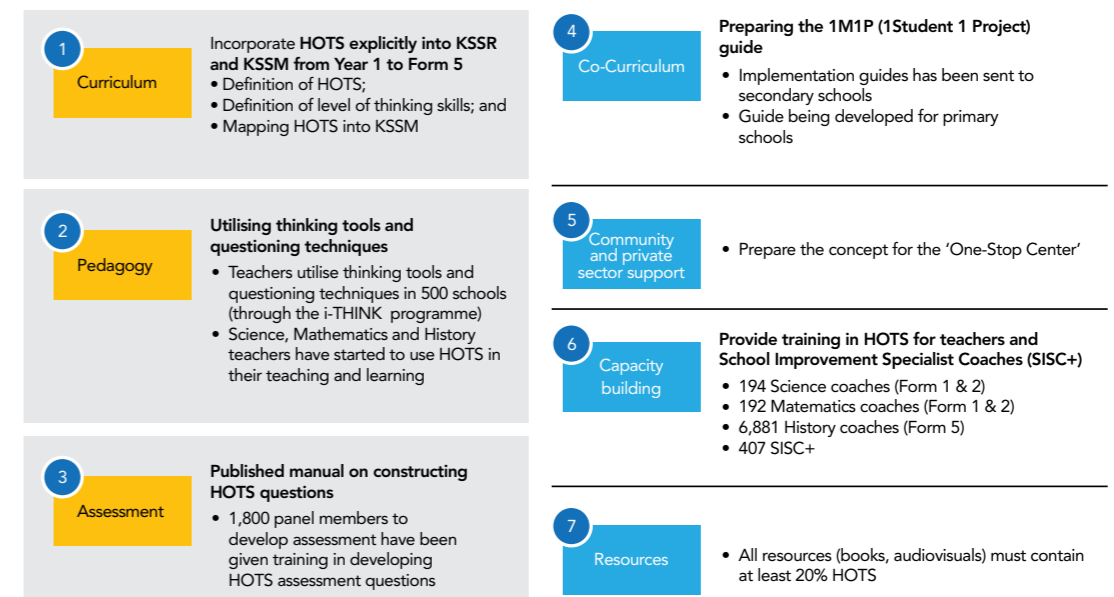 1
Curriculum
Incorporate HOTS explicitly into KSSR
and KSSM from Year 1 to Form 5
• Definition of HOTS;
• Definition of level of thinking skills; and
• Mapping HOTS into KSSM
2
Pedagogy
Utilising thinking tools and
questioning techniques
• Teachers utilise thinking tools and
questioning techniques in 500 schools
(through the i-THINK programme)
• Science, Mathematics and History
teachers have started to use HOTS in
their teaching and learning
3
Assessment
Published manual on constructing
HOTS questions
• 1,800 panel members to
develop assessment have been
given training in developing
HOTS assessment questions
4
Co-Curriculum
Preparing the 1M1P (1Student 1 Project)
guide
• Implementation guides has been sent to
secondary schools
• Guide being developed for primary
schools
5
Community
and private
sector support
• Prepare the concept for the ‘One-Stop Center’
6
Capacity
building
Provide training in HOTS for teachers and
School Improvement Specialist Coaches (SISC+)
• 194 Science coaches (Form 1 & 2)
• 192 Matematics coaches (Form 1 & 2)
• 6,881 History coaches (Form 5)
• 407 SISC+
7
Resources
• All resources (books, audiovisuals) must contain
at least 20% HOTS